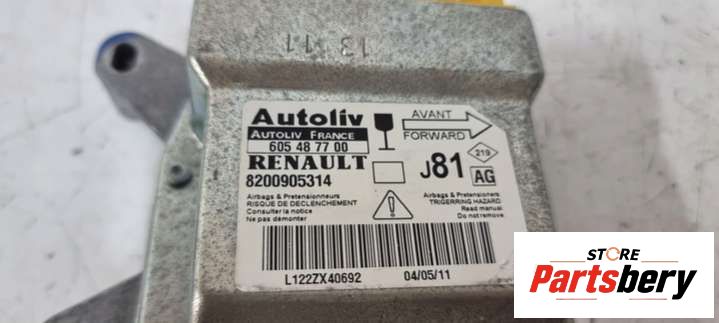 13 11
Autoliv
AUTOLIV FRANCE
605 48 77 00
RENAULT
8200905314
AVANT
FORWARD
J81
219
AG
Airbags & Pretensionneurs
RISQUE DE DECLENCHEMENT
Consulter la notice
Ne pas démonter
Airbags & Pretensioners
TRIGERRING HAZARD
Read manual
Do not remove
L122ZX40692
04/05/11
STORE
Partsbery